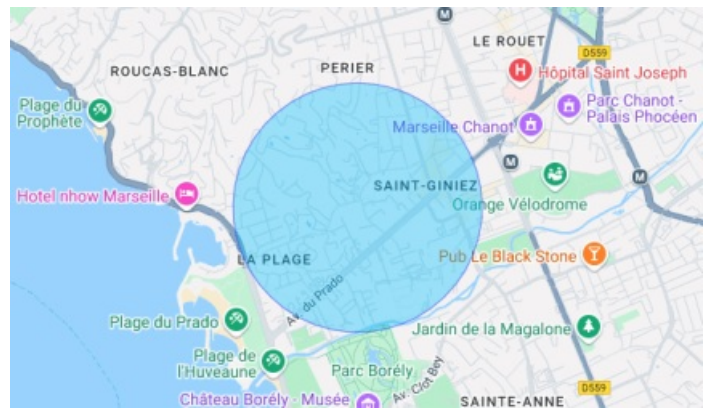 M
LE ROUET
D559
PERIER
ROUCAS-BLANC
H
Hôpital Saint Joseph
Plage du
Prophète
Parc Chanot -
Palais Phocéen
Marseille Chanot
M
M
SAINT-GINIEZ
Hotel nhow Marseille
Orange Vélodrome
LA PLAGE
Pub Le Black Stone
Av. du Prado
Plage du Prado
Jardin de la Magalone
Plage de
l'Huveaune
Parc Borély
Av. Clot Bey
D559
Château Borély - Musée
SAINTE-ANNE